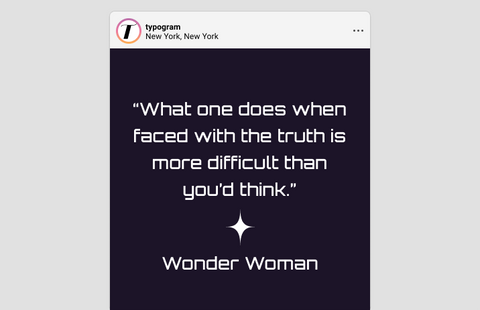 typogram
New York, New York
“What one does when
faced with the truth is
more difficult than
you’d think.”
Wonder Woman